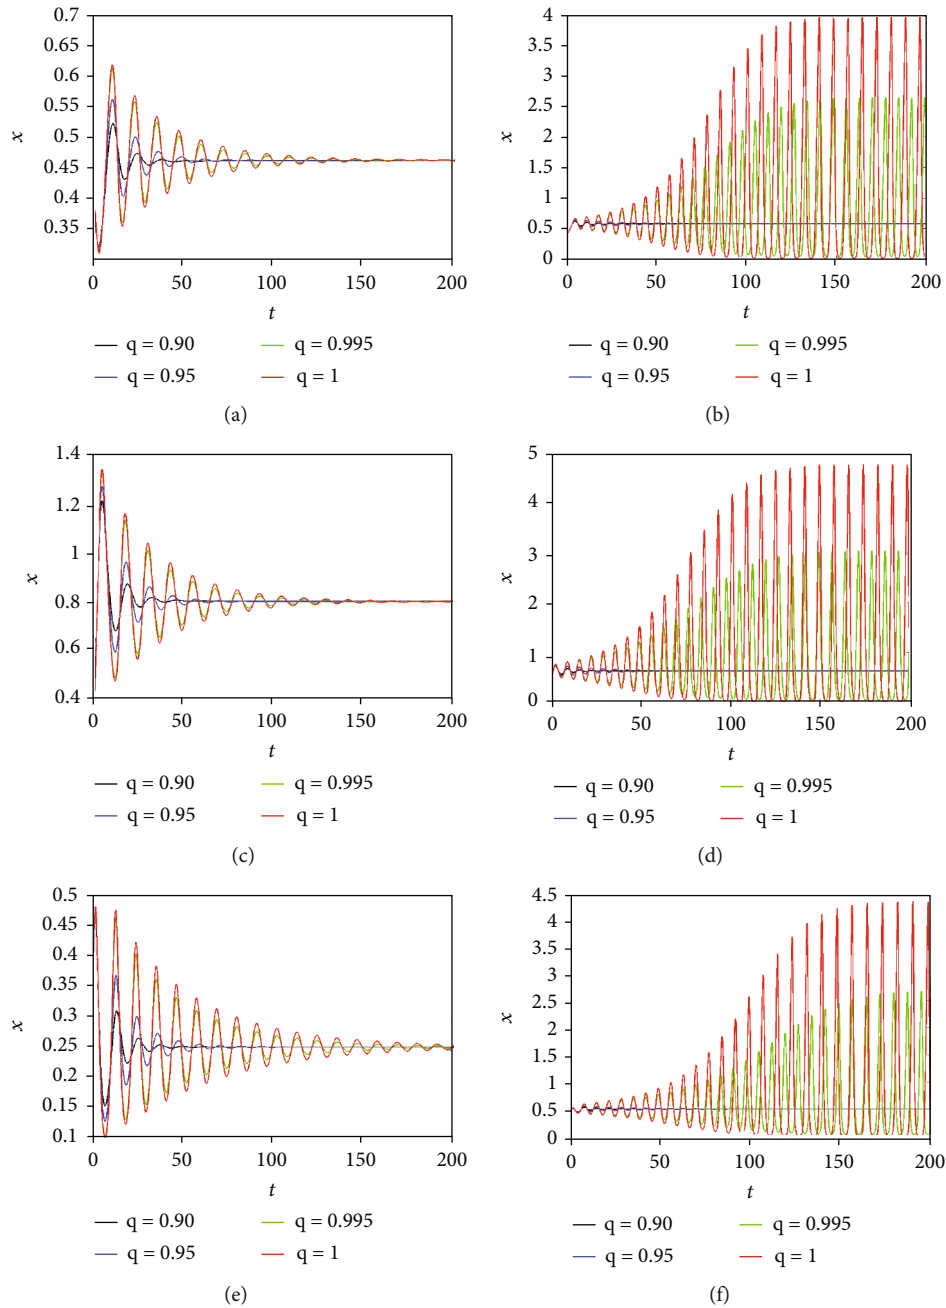 0.7
0.65
0.6
0.55
0.5
0.45
0.4
0.35
x
0 50 100 150 200
t
q = 0.90 q = 0.995
q = 0.95 q = 1
(a)
4
3.5
3
2.5
2
1.5
1
0.5
0
x
0 50 100 150 200
t
q = 0.90 q = 0.995
q = 0.95 q = 1
(b)
1.4
1.2
1
0.8
0.6
0.4
x
0 50 100 150 200
t
q = 0.90 q = 0.995
q = 0.95 q = 1
(c)
5
4
3
2
1
0
x
0 50 100 150 200
t
q = 0.90 q = 0.995
q = 0.95 q = 1
(d)
0.5
0.45
0.4
0.35
0.3
0.25
0.2
0.15
0.1
x
0 50 100 150 200
t
q = 0.90 q = 0.995
q = 0.95 q = 1
(e)
4.5
4
3.5
3
2.5
2
1.5
1
0.5
0
x
0 50 100 150 200
t
q = 0.90 q = 0.995
q = 0.95 q = 1
(f)